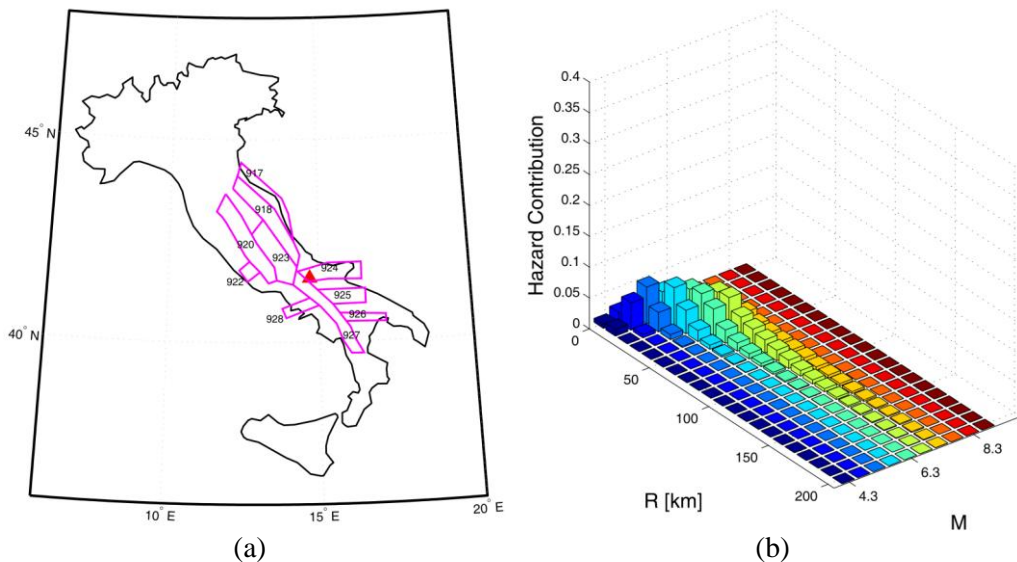 45° N
40° N
10° E
15° E
20° E
917
918
920
923
922
924
925
926
928
927
(a)
Hazard Contribution
0.4
0.35
0.3
0.25
0.2
0.15
0.1
0.05
0
0
50
100
150
200
R [km]
4.3
6.3
8.3
M
(b)